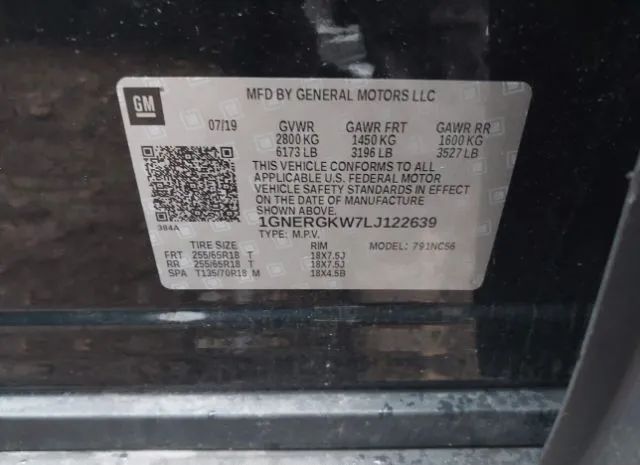 GM
MFD BY GENERAL MOTORS LLC
07/19 GVWR GAWR FRT GAWR RR
2800 KG 1450 KG 1600 KG
6173 LB 3196 LB 3527 LB
THIS VEHICLE CONFORMS TO ALL
APPLICABLE U.S. FEDERAL MOTOR
VEHICLE SAFETY STANDARDS IN EFFECT
ON THE DATE OF MANUFACTURE
SHOWN ABOVE.
384A 1GNERGKW7LJ122639
TYPE: M.P.V. MODEL: 791NC56
TIRE SIZE RIM
FRT 255/65R18 T 18X7.5J
RR 255/65R18 T 18X7.5J
SPA T135/70R18 M 18X4.5B